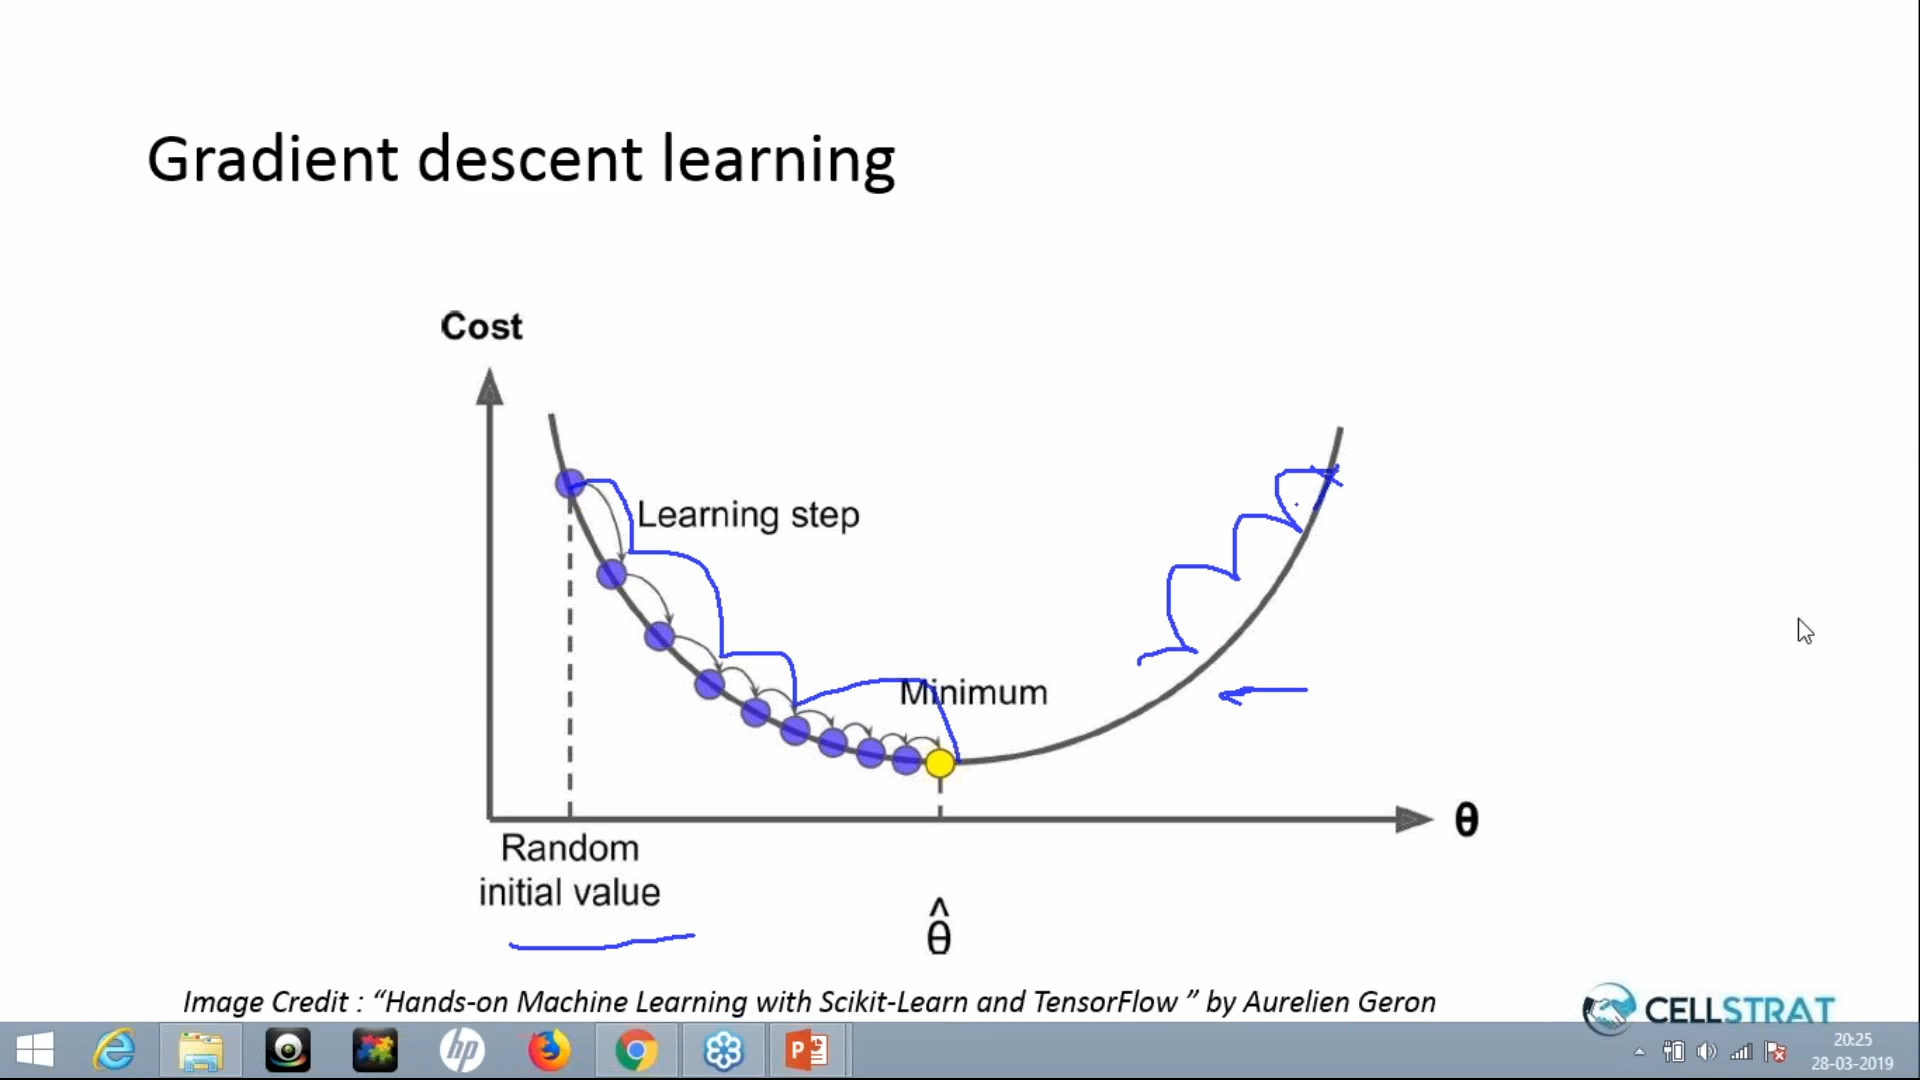 Gradient descent learning
Cost
Learning step
Minimum
θ
Random
initial value
θ̂
Image Credit : “Hands-on Machine Learning with Scikit-Learn and TensorFlow ” by Aurelien Geron
CELLSTRAT
hp
P
20:25
28-03-2019